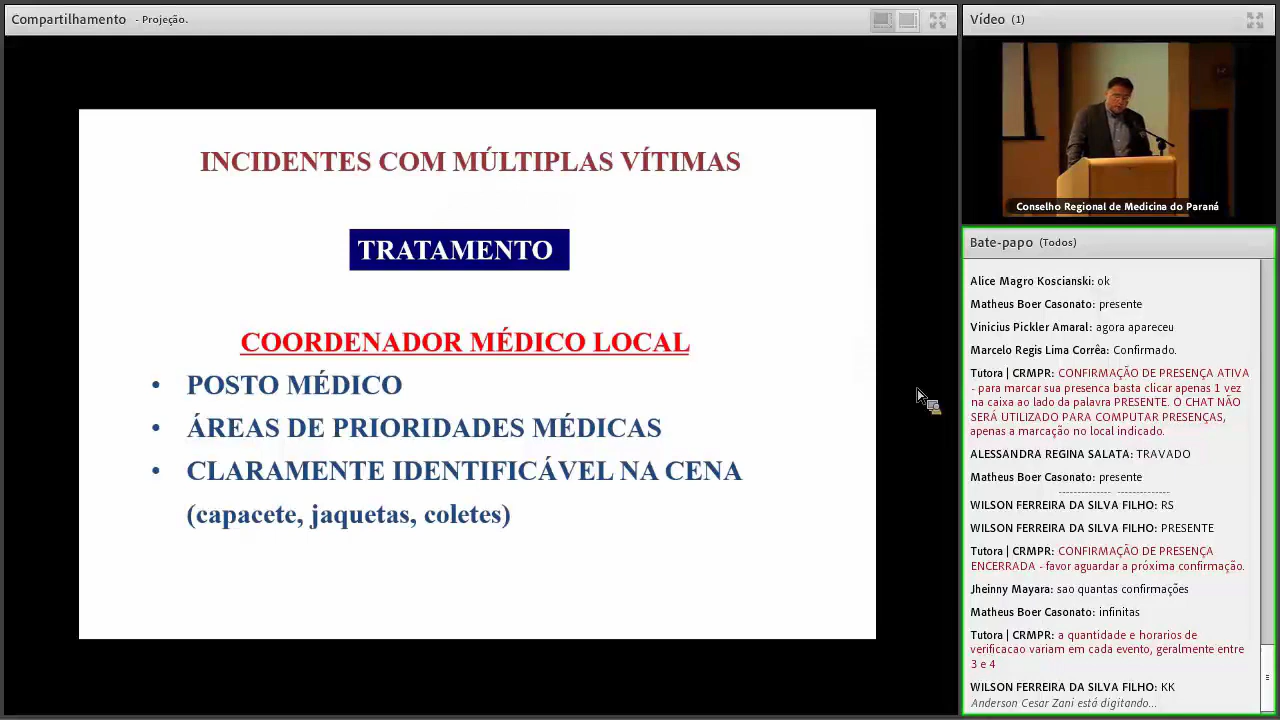 Compartilhamento - Projeção.
INCIDENTES COM MÚLTIPLAS VÍTIMAS
TRATAMENTO
COORDENADOR MÉDICO LOCAL
• POSTO MÉDICO
• ÁREAS DE PRIORIDADES MÉDICAS
• CLARAMENTE IDENTIFICÁVEL NA CENA
(capacete, jaquetas, coletes)
Vídeo (1)
Conselho Regional de Medicina do Paraná
Bate-papo (Todos)
Alice Magro Koscianski: ok
Matheus Boer Casonato: presente
Vinicius Pickler Amaral: agora apareceu
Marcelo Regis Lima Corrêa: Confirmado.
Tutora | CRMPR: CONFIRMAÇÃO DE PRESENÇA ATIVA
- para marcar sua presenca basta clicar apenas 1 vez
na caixa ao lado da palavra PRESENTE. O CHAT NÃO
SERÁ UTILIZADO PARA COMPUTAR PRESENÇAS,
apenas a marcação no local indicado.
ALESSANDRA REGINA SALATA: TRAVADO
Matheus Boer Casonato: presente
-------------- --------------
WILSON FERREIRA DA SILVA FILHO: RS
WILSON FERREIRA DA SILVA FILHO: PRESENTE
Tutora | CRMPR: CONFIRMAÇÃO DE PRESENÇA
ENCERRADA - favor aguardar a próxima confirmação.
Jheinny Mayara: sao quantas confirmações
Matheus Boer Casonato: infinitas
Tutora | CRMPR: a quantidade e horarios de
verificacao variam em cada evento, geralmente entre
3 e 4
WILSON FERREIRA DA SILVA FILHO: KK
Anderson Cesar Zani está digitando...